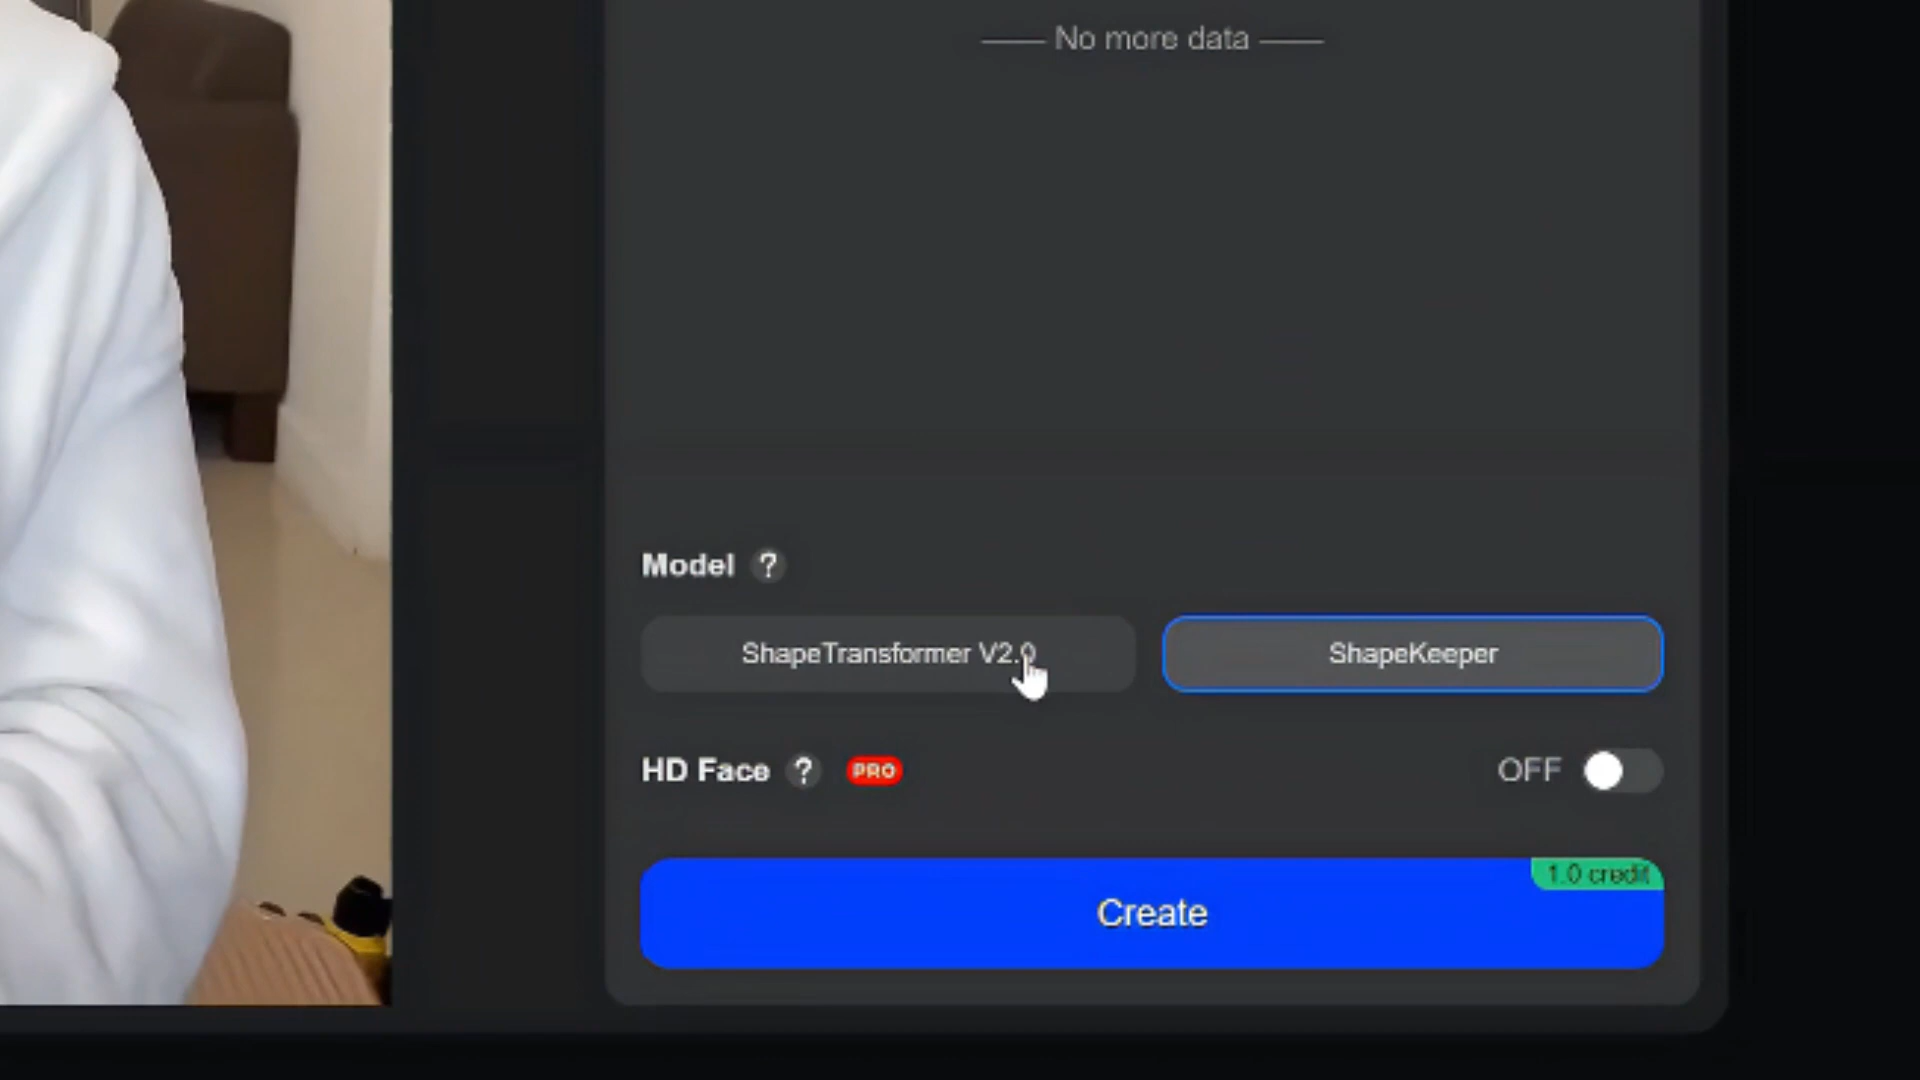 No more data
Model ?
ShapeTransformer V2.0
ShapeKeeper
HD Face ? PRO
OFF
1.0 credit
Create